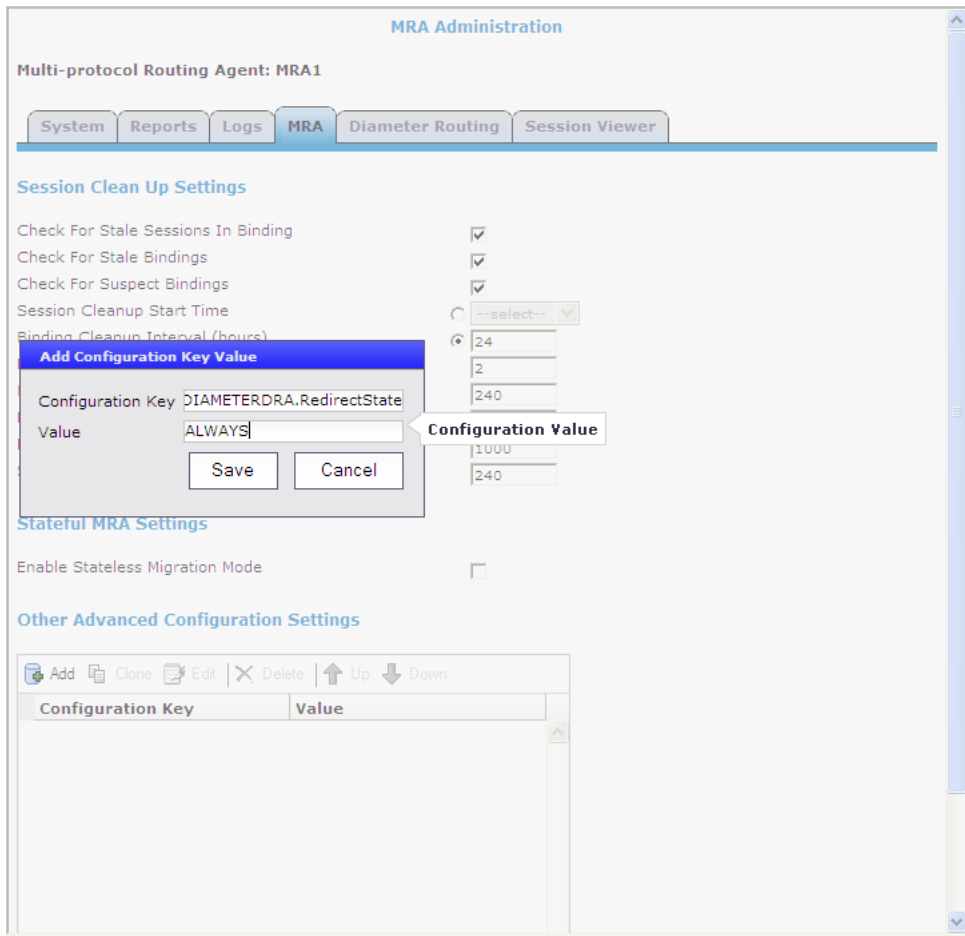 MRA Administration
Multi-protocol Routing Agent: MRA1
System Reports Logs MRA Diameter Routing Session Viewer
Session Clean Up Settings
Check For Stale Sessions In Binding
Check For Stale Bindings
Check For Suspect Bindings
Session Cleanup Start Time --select--
Binding Cleanup Interval (hours) 24
2
240
1000
240
Add Configuration Key Value
Configuration Key DIAMETERDRA.RedirectState
Value ALWAYS
Configuration Value
Save Cancel
Stateful MRA Settings
Enable Stateless Migration Mode
Other Advanced Configuration Settings
Add Clone Edit Delete Up Down
Configuration Key Value